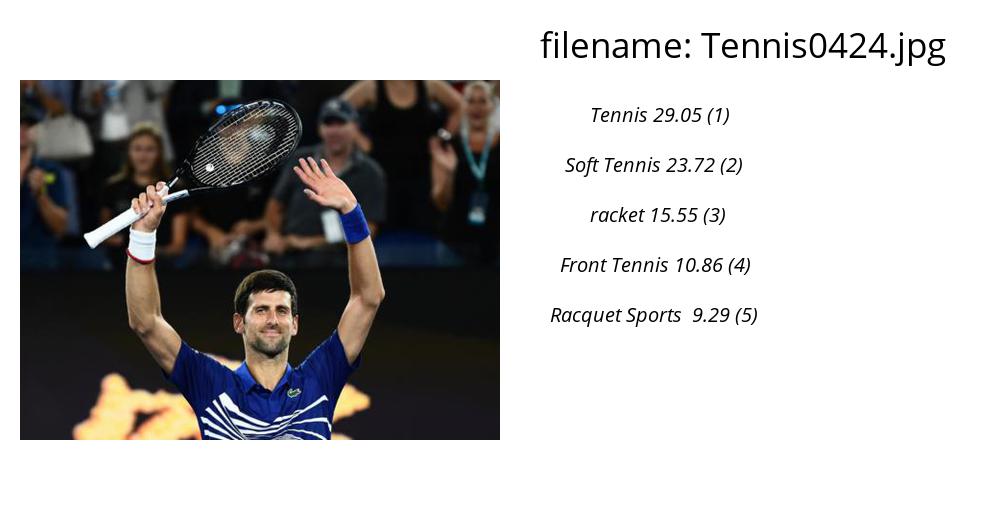 filename: Tennis0424.jpg
Tennis 29.05 (1)
Soft Tennis 23.72 (2)
racket 15.55 (3)
Front Tennis 10.86 (4)
Racquet Sports  9.29 (5)